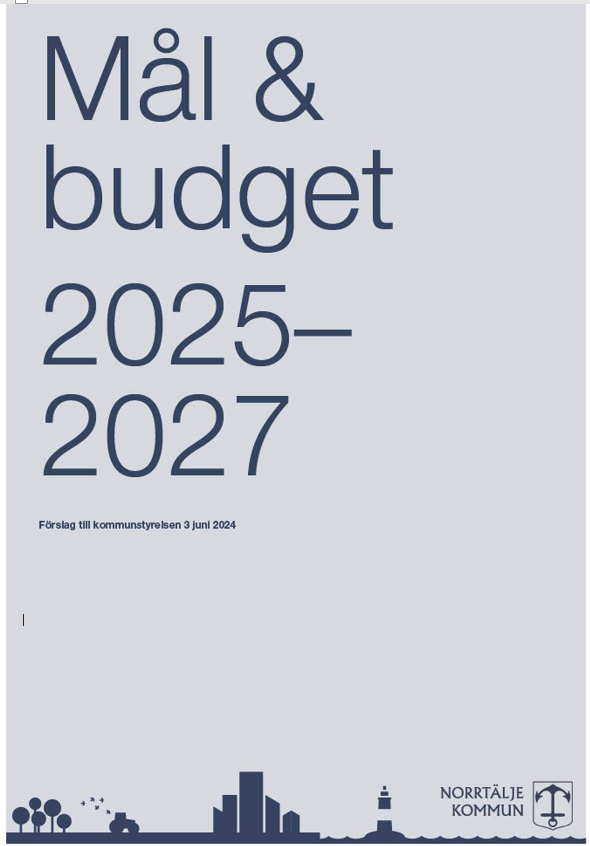 Mål &
budget
2025–
2027
Förslag till kommunstyrelsen 3 juni 2024
NORRTÄLJE
KOMMUN